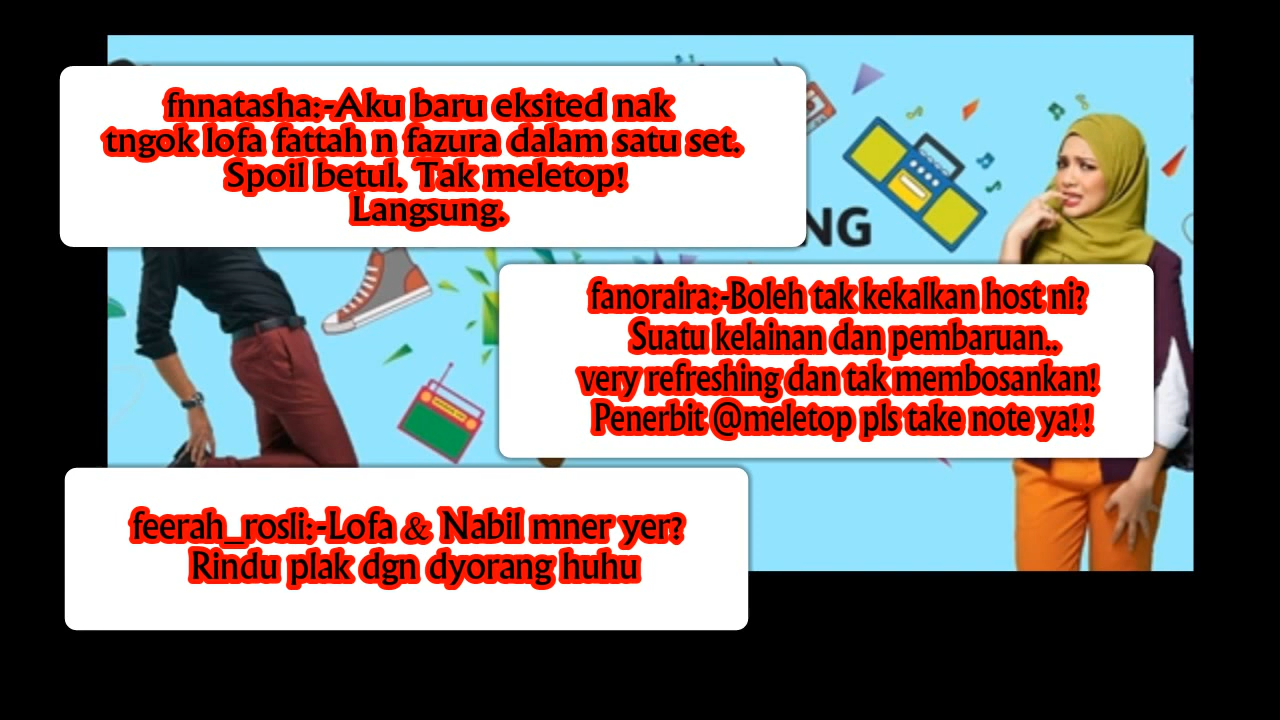 fnnatasha:-Aku baru eksited nak
tngok lofa fattah n fazura dalam satu set.
Spoil betul. Tak meletop!
Langsung.
NG
fanoraira:-Boleh tak kekalkan host ni?
Suatu kelainan dan pembaruan..
very refreshing dan tak membosankan!
Penerbit @meletop pls take note ya!!
feerah_rosli:-Lofa & Nabil mner yer?
Rindu plak dgn dyorang huhu